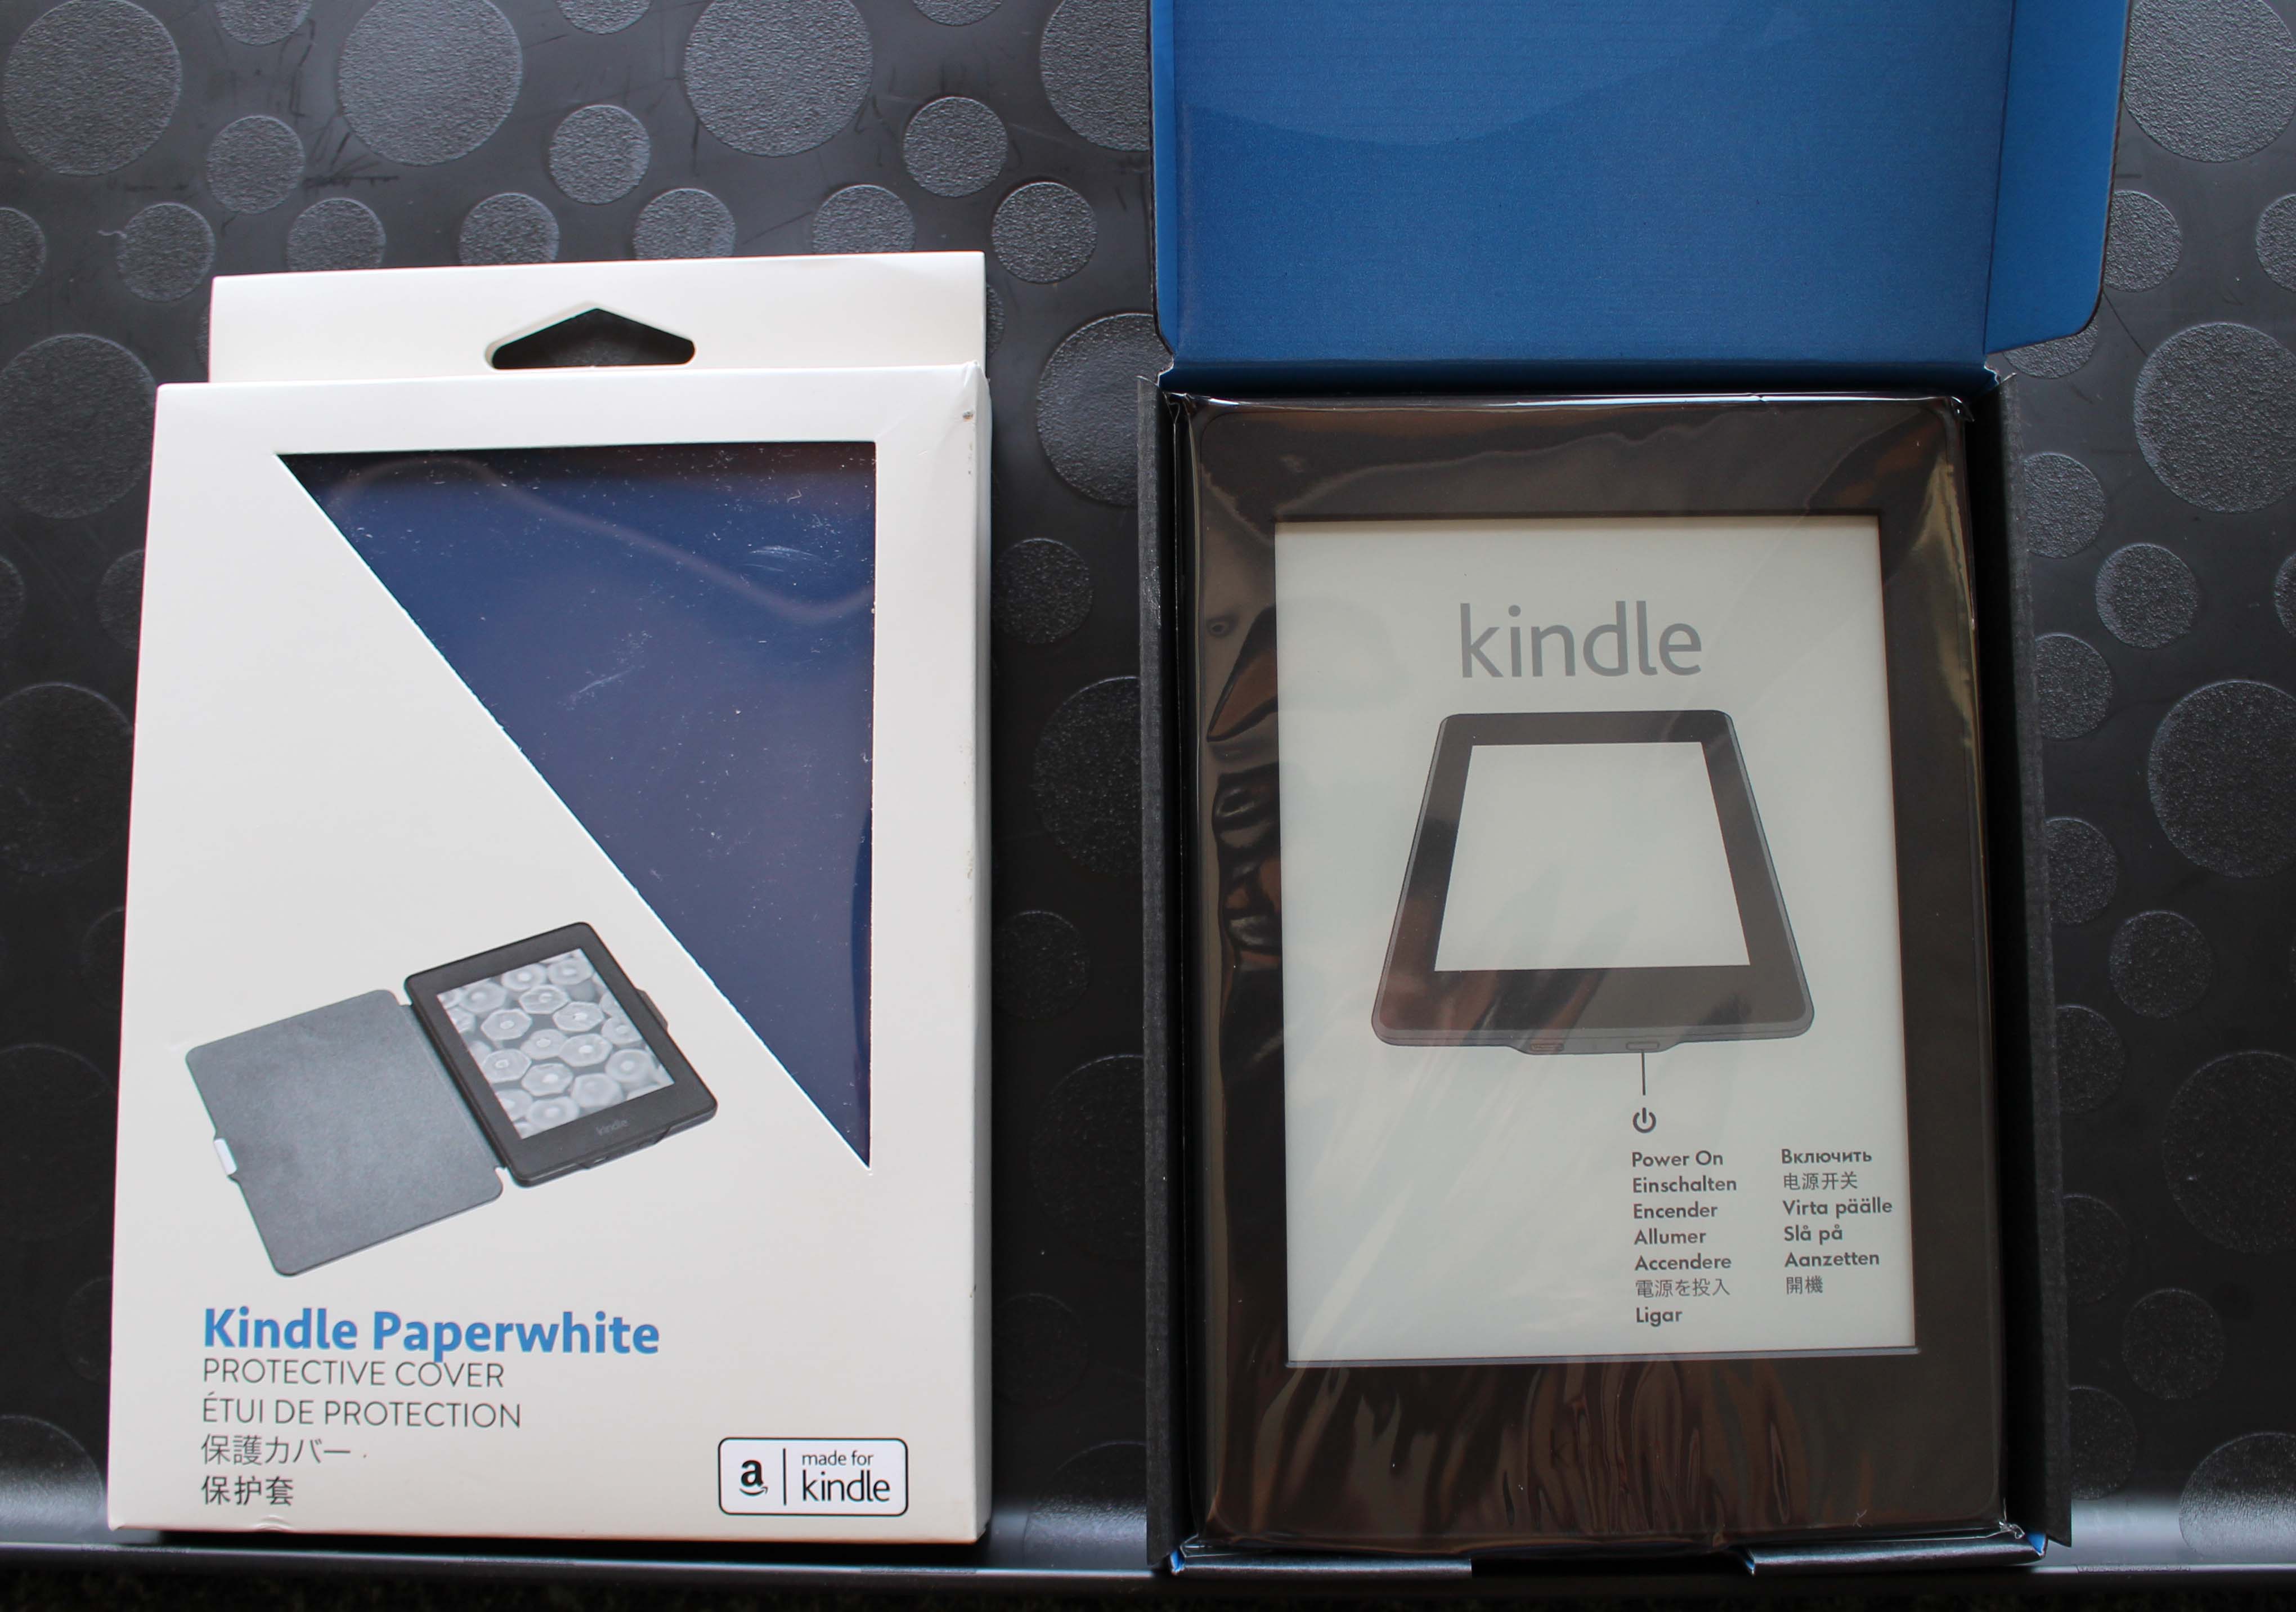 kindle
Kindle Paperwhite
PROTECTIVE COVER
ÉTUI DE PROTECTION
保護カバー
保护套
a
made for
kindle
kindle
Power On
Einschalten
Encender
Allumer
Accendere
電源を投入
Ligar
Включить
电源开关
Virta päälle
Slå på
Aanzetten
開機